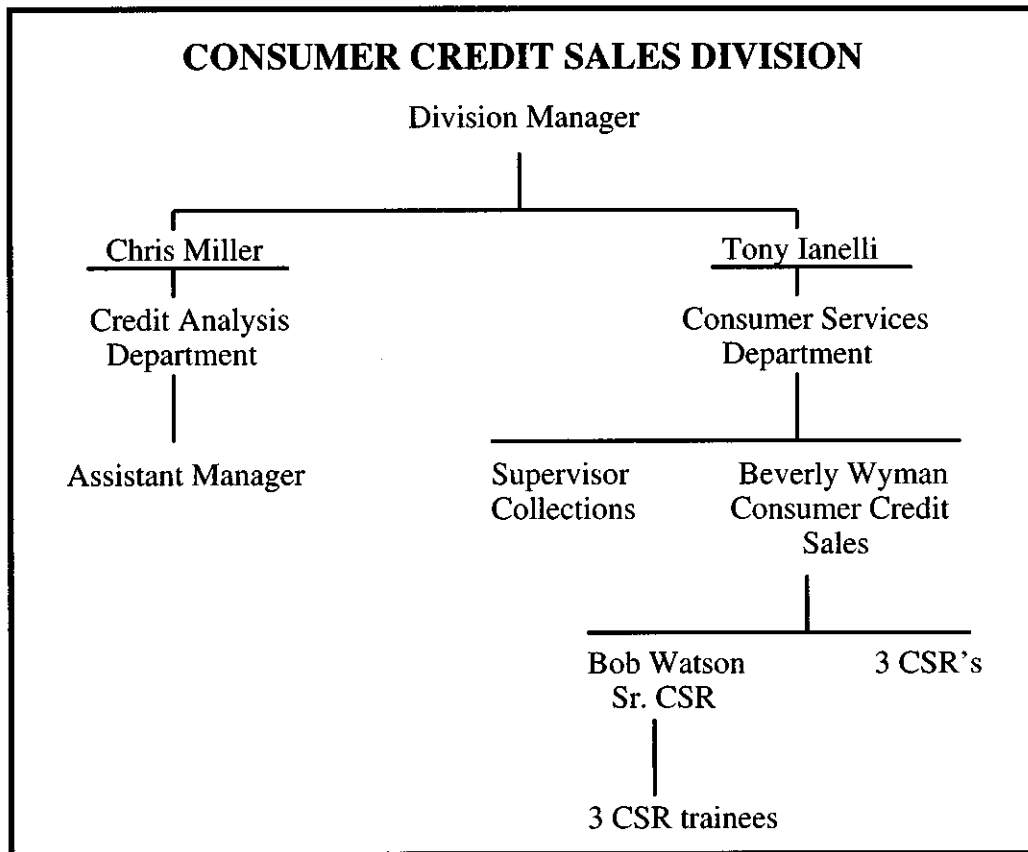 CONSUMER CREDIT SALES DIVISION
Division Manager
Chris Miller
Tony Ianelli
Credit Analysis
Department
Consumer Services
Department
Assistant Manager
Supervisor
Collections
Beverly Wyman
Consumer Credit
Sales
Bob Watson
Sr. CSR
3 CSR's
3 CSR trainees